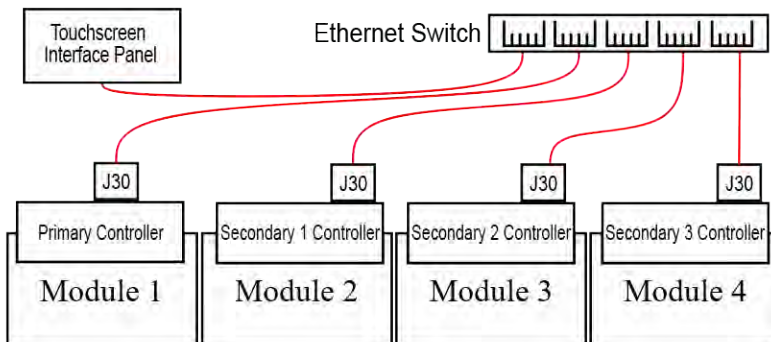 Touchscreen
Interface Panel
Ethernet Switch
J30
J30
J30
J30
Primary Controller
Secondary 1 Controller
Secondary 2 Controller
Secondary 3 Controller
Module 1
Module 2
Module 3
Module 4